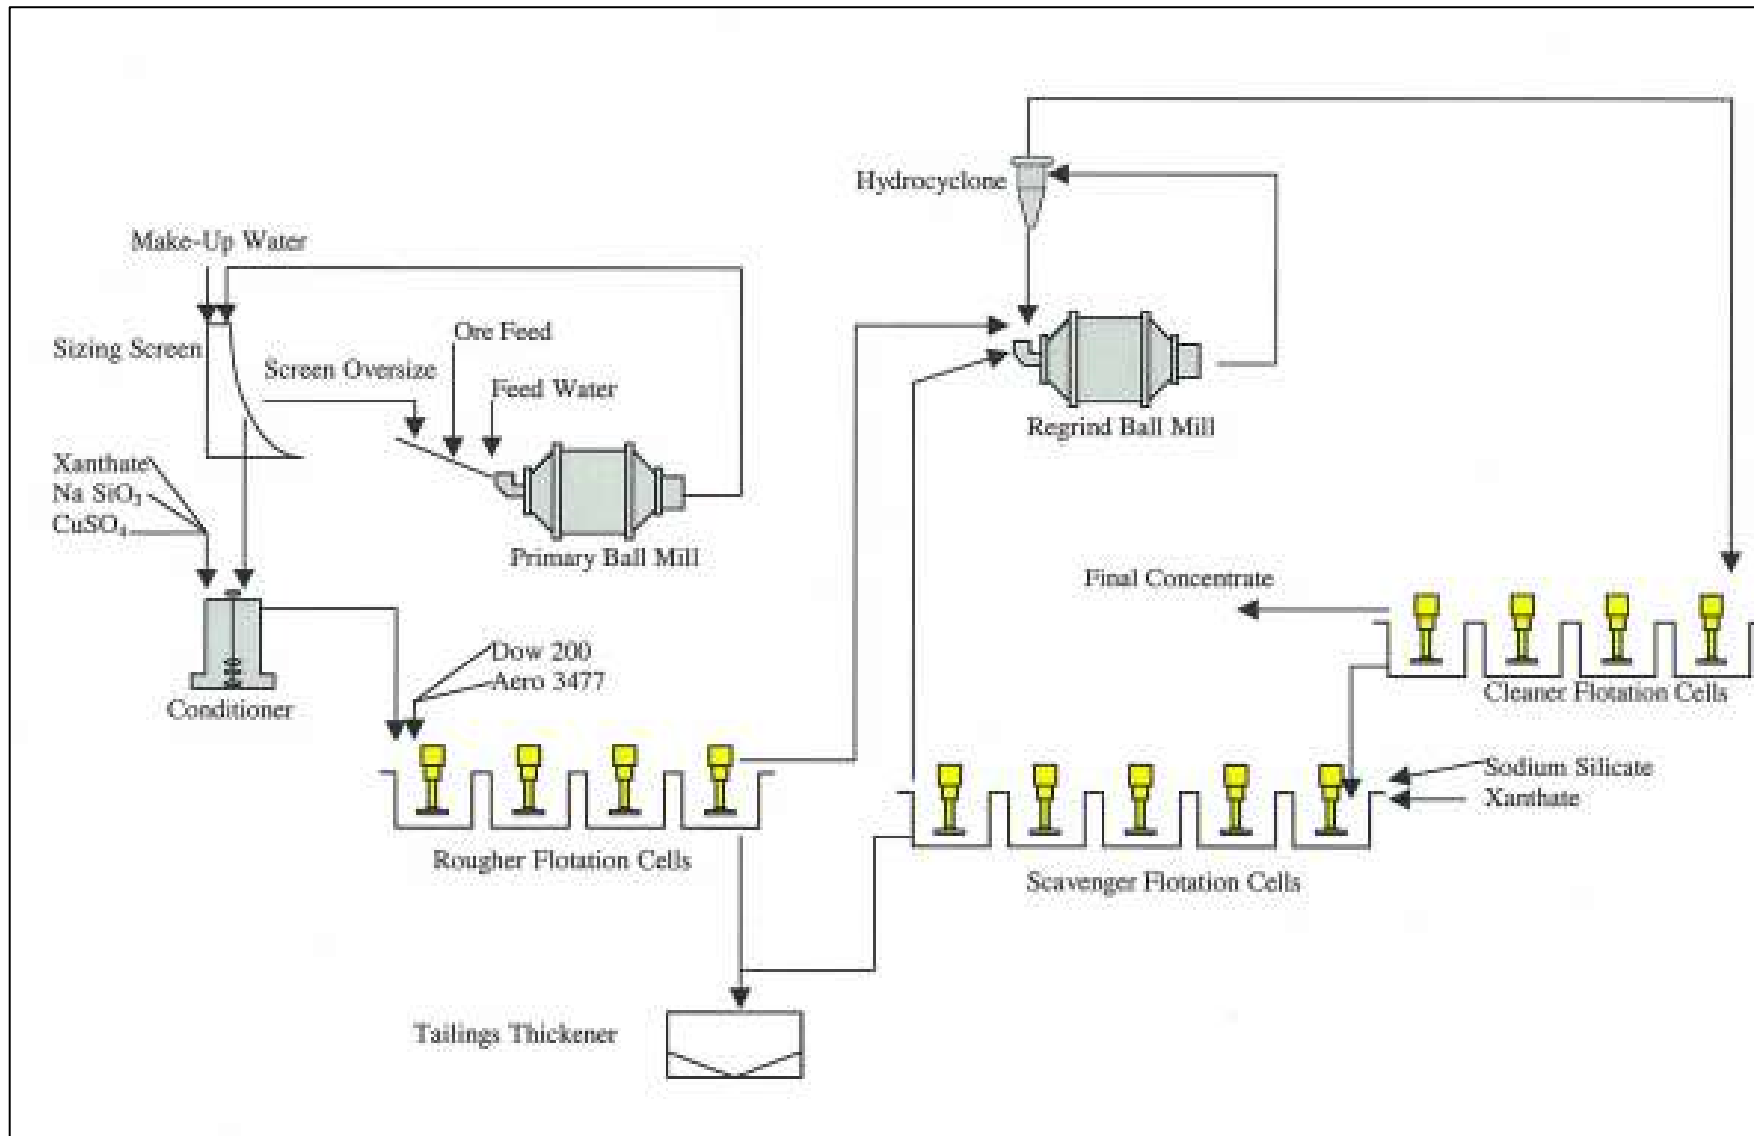 Hydrocyclone
Make-Up Water
Ore Feed
Sizing Screen
Screen Oversize
Feed Water
Regrind Ball Mill
Xanthate
Na SiO₃
CuSO₄
Primary Ball Mill
Final Concentrate
Dow 200
Aero 3477
Conditioner
Cleaner Flotation Cells
Sodium Silicate
Xanthate
Rougher Flotation Cells
Scavenger Flotation Cells
Tailings Thickener